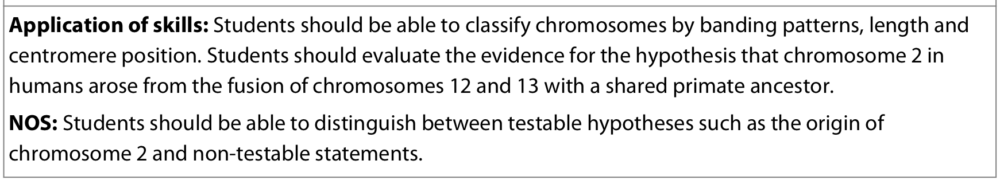 Application of skills: Students should be able to classify chromosomes by banding patterns, length and
centromere position. Students should evaluate the evidence for the hypothesis that chromosome 2 in
humans arose from the fusion of chromosomes 12 and 13 with a shared primate ancestor.
NOS: Students should be able to distinguish between testable hypotheses such as the origin of
chromosome 2 and non-testable statements.